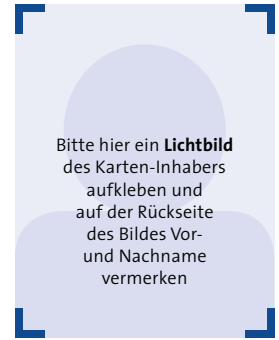 Bitte hier ein Lichtbild
des Karten-Inhabers
aufkleben und
auf der Rückseite
des Bildes Vor-
und Nachname
vermerken